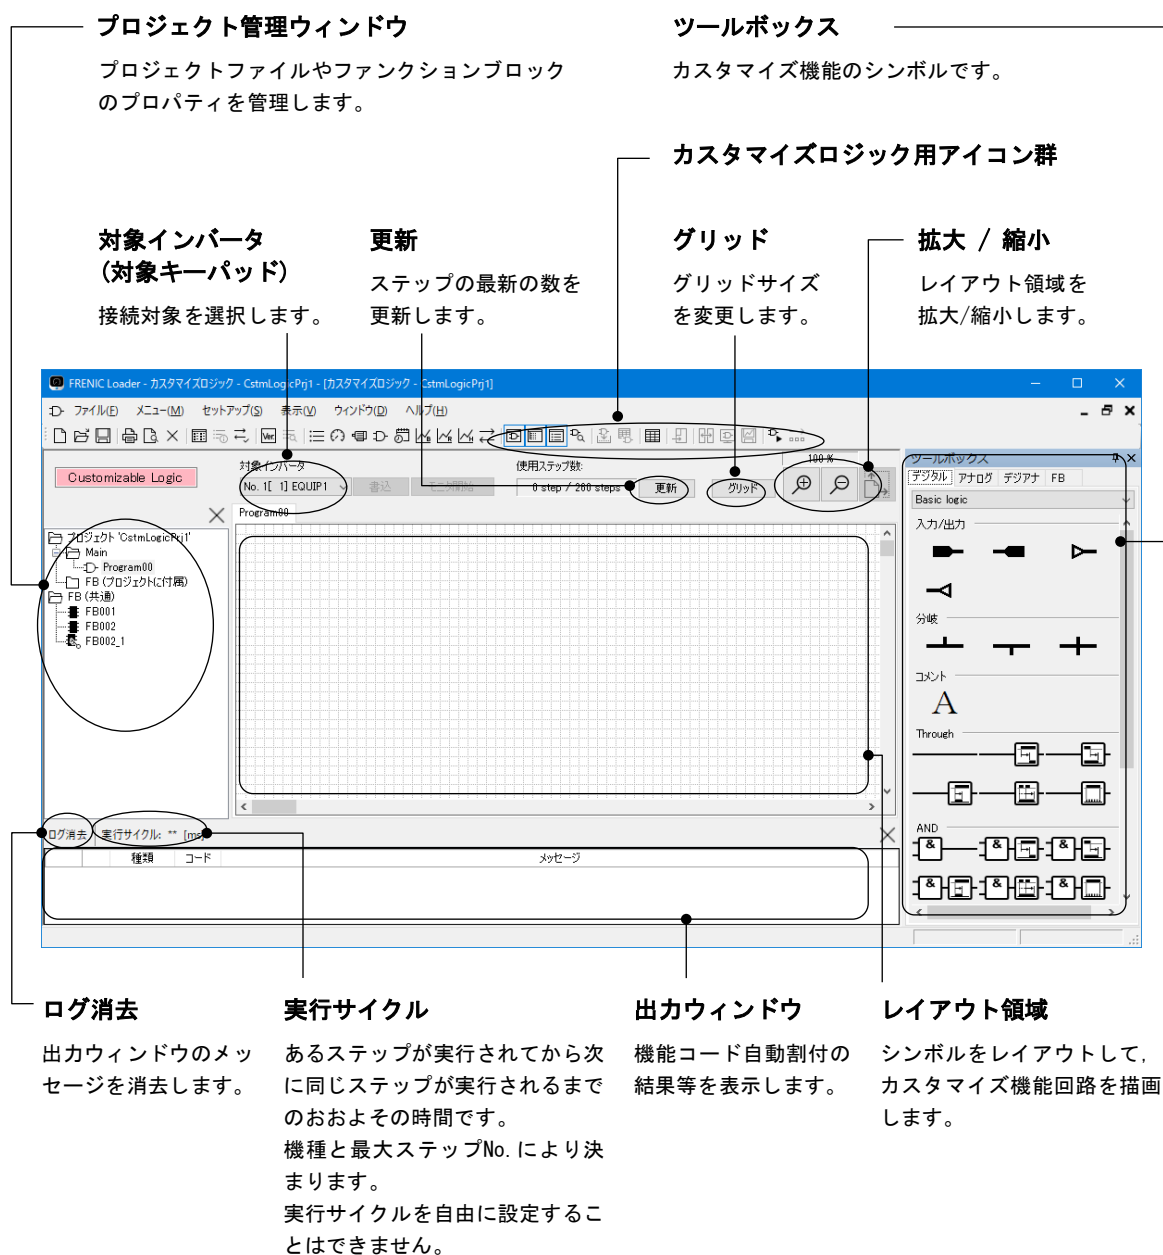 プロジェクト管理ウィンドウ
プロジェクトファイルやファンクションブロック
のプロパティを管理します。
ツールボックス
カスタマイズ機能のシンボルです。
カスタマイズロジック用アイコン群
対象インバータ
(対象キーパッド)
接続対象を選択します。
更新
ステップの最新の数を
更新します。
グリッド
グリッドサイズ
を変更します。
拡大 / 縮小
レイアウト領域を
拡大/縮小します。
FRENIC Loader - カスタマイズロジック - CstmLogicPrj1 - [カスタマイズロジック - CstmLogicPrj1]
ファイル(F) メニュー(M) セットアップ(S) 表示(V) ウィンドウ(D) ヘルプ(H)
Ver.
Customizable Logic
対象インバータ
No. 1[ 1] EQUIP1
書込
モニタ開始
使用ステップ数:
0 step / 260 steps
更新
グリッド
100 %
Program00
プロジェクト 'CstmLogicPrj1'
Main
Program00
FB (プロジェクトに付属)
FB (共通)
FB001
FB002
FB002_1
ツールボックス
デジタル アナログ デジアナ FB
Basic logic
入力/出力
分岐
コメント
A
Through
AND
& & &
& & &
ログ消去 実行サイクル: ** [ms]
種類 コード メッセージ
ログ消去
出力ウィンドウのメッ
セージを消去します。
実行サイクル
あるステップが実行されてから次
に同じステップが実行されるまで
のおおよその時間です。
機種と最大ステップNo. により決
まります。
実行サイクルを自由に設定するこ
とはできません。
出力ウィンドウ
機能コード自動割付の
結果等を表示します。
レイアウト領域
シンボルをレイアウトして,
カスタマイズ機能回路を描画
します。